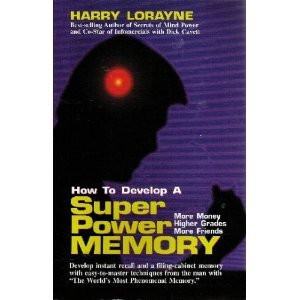 HARRY LORAYNE
Best-selling Author of Secrets of Mind Power
and Co-Star of Infomercials with Dick Cavett
How To Develop A
Super
Power
MEMORY
More Money
Higher Grades
More Friends
Develop instant recall and a filing-cabinet memory
with easy-to-master techniques from the man with
"The World's Most Phenomenal Memory."